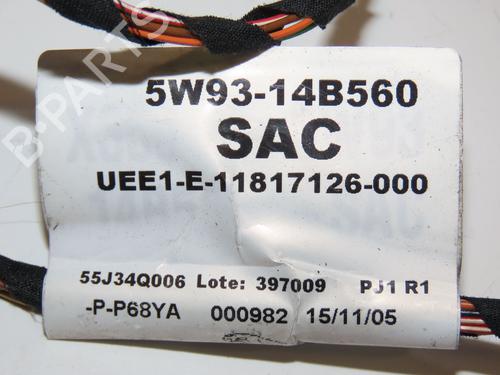 B-PARTS
5W93-14B560
SAC
UEE1-E-11817126-000
55J34Q006 Lote: 397009 PJ1 R1
-P-P68YA 000982 15/11/05